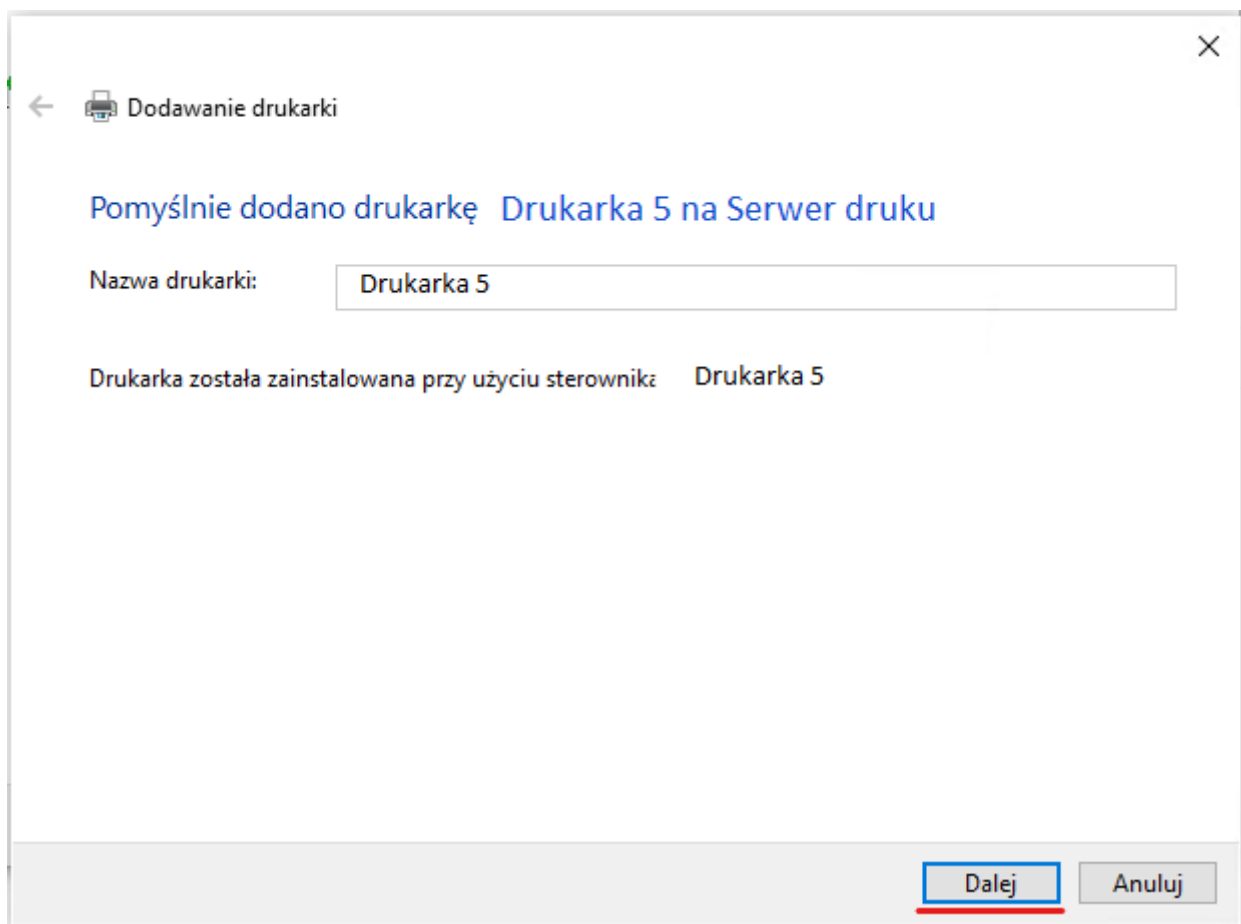 Dodawanie drukarki
Pomyślnie dodano drukarkę Drukarka 5 na Serwer druku
Nazwa drukarki: Drukarka 5
Drukarka została zainstalowana przy użyciu sterownika Drukarka 5
Dalej Anuluj